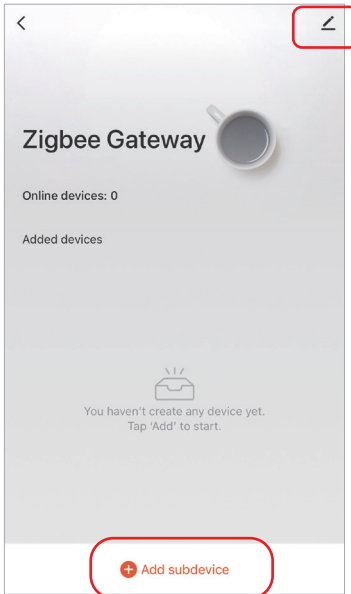 Zigbee Gateway
Online devices: 0
Added devices
You haven't create any device yet.
Tap 'Add' to start.
Add subdevice